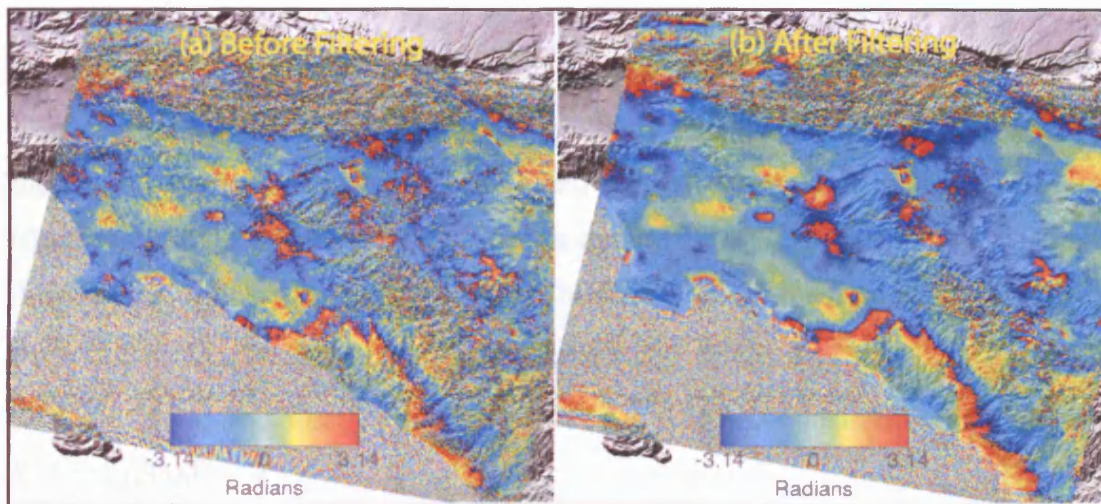 (a) Before Filtering
(b) After Filtering
-3.14 0 3.14
Radians
-3.14 0 3.14
Radians